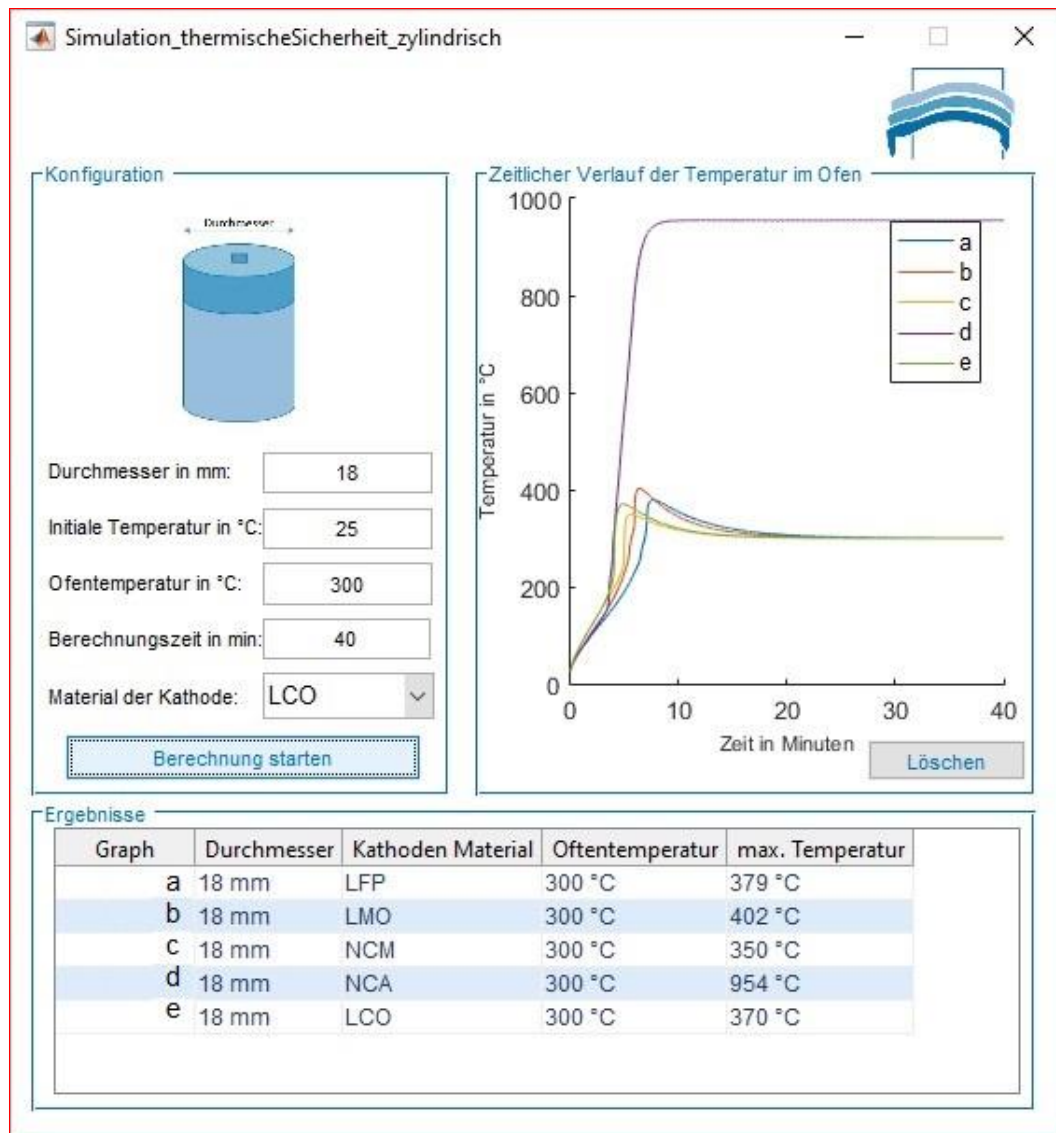 Simulation_thermischeSicherheit_zylindrisch
Konfiguration
Durchmesser
Durchmesser in mm: 18
Initiale Temperatur in °C: 25
Ofentemperatur in °C: 300
Berechnungszeit in min: 40
Material der Kathode: LCO
Berechnung starten
Zeitlicher Verlauf der Temperatur im Ofen
1000
800
600
400
200
0
Temperatur in °C
a
b
c
d
e
0 10 20 30 40
Zeit in Minuten
Löschen
Ergebnisse
Graph Durchmesser Kathoden Material Oftentemperatur max. Temperatur
a 18 mm LFP 300 °C 379 °C
b 18 mm LMO 300 °C 402 °C
c 18 mm NCM 300 °C 350 °C
d 18 mm NCA 300 °C 954 °C
e 18 mm LCO 300 °C 370 °C